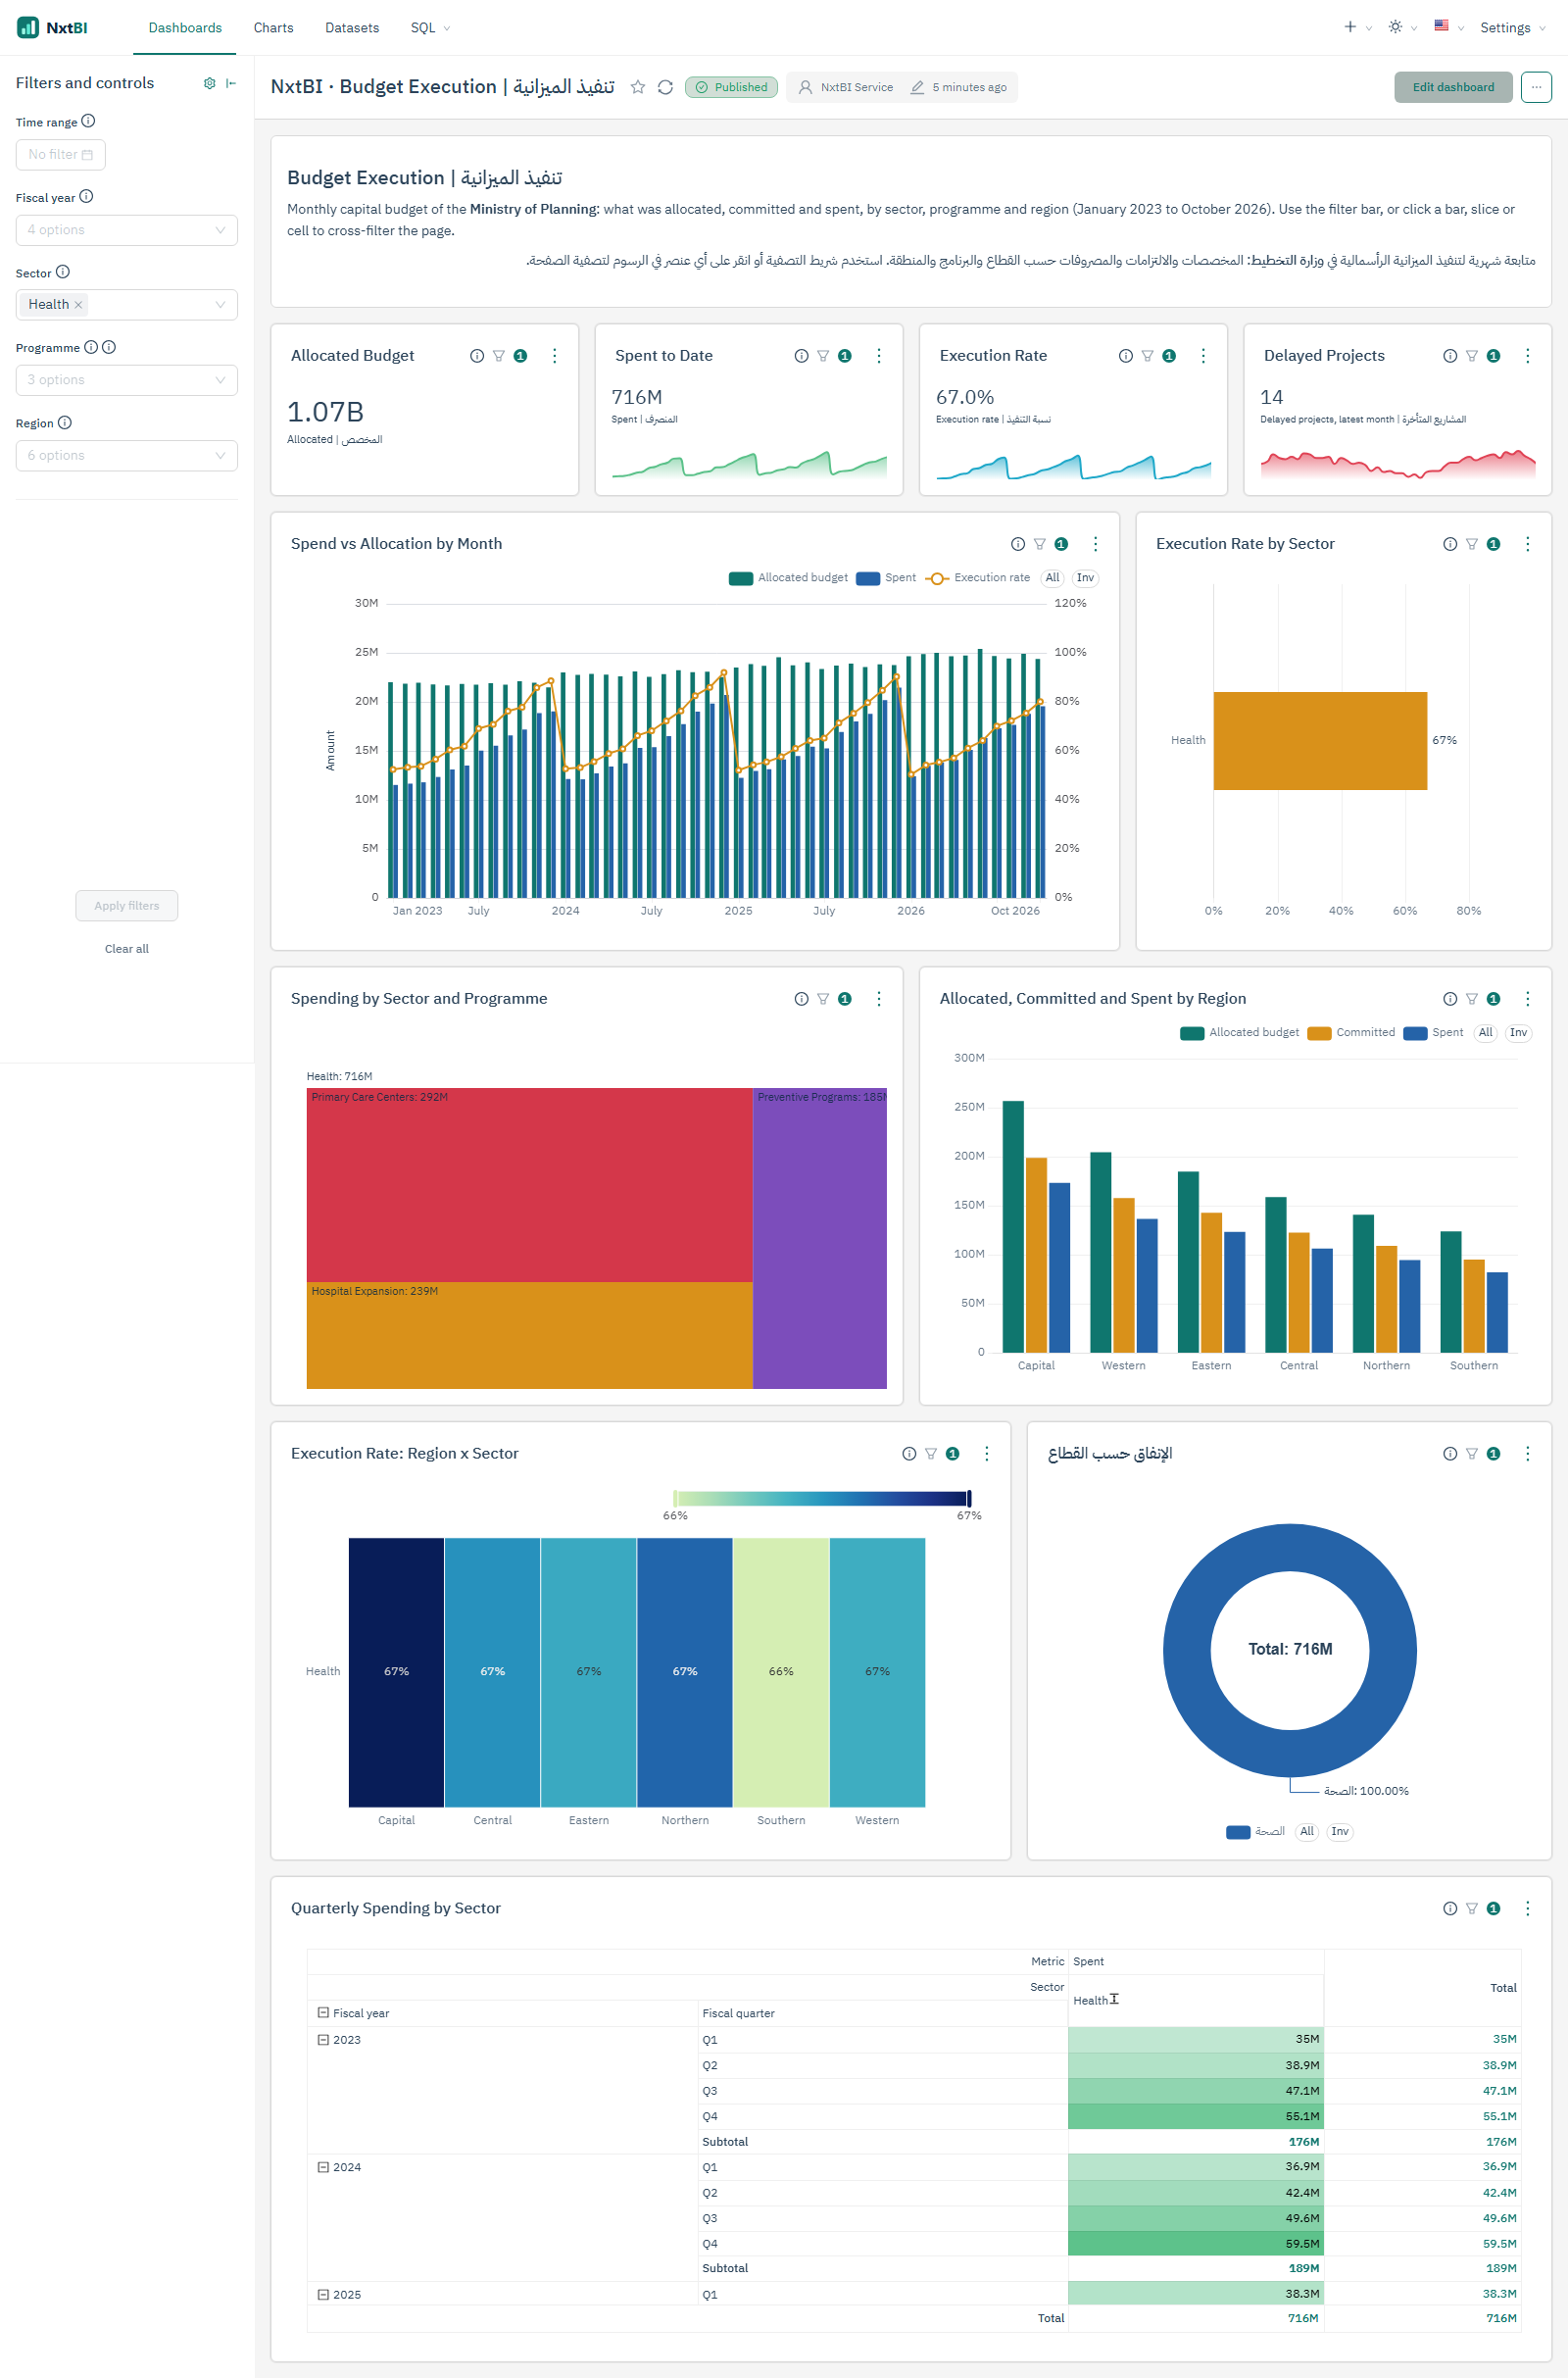 NxtBI
Dashboards Charts Datasets SQL
Settings
Filters and controls
Time range
No filter
Fiscal year
4 options
Sector
Health
Programme
3 options
Region
6 options
Apply filters
Clear all
NxtBI · Budget Execution | تنفيذ الميزانية
Published
NxtBI Service
5 minutes ago
Edit dashboard
Budget Execution | تنفيذ الميزانية
Monthly capital budget of the Ministry of Planning: what was allocated, committed and spent, by sector, programme and region (January 2023 to October 2026). Use the filter bar, or click a bar, slice or
cell to cross-filter the page.
متابعة شهرية لتنفيذ الميزانية الرأسمالية في وزارة التخطيط: المخصصات والالتزامات والمصروفات حسب القطاع والبرنامج والمنطقة. استخدم شريط التصفية أو انقر على أي عنصر في الرسوم لتصفية الصفحة.
Allocated Budget 1
1.07B
Allocated | المخصص
Spent to Date 1
716M
Spent | المنصرف
Execution Rate 1
67.0%
Execution rate | نسبة التنفيذ
Delayed Projects 1
14
Delayed projects, latest month | المشاريع المتأخرة
Spend vs Allocation by Month 1
Allocated budget Spent Execution rate All Inv
30M 120%
25M 100%
20M 80%
15M 60%
10M 40%
5M 20%
0 0%
Amount
Jan 2023 July 2024 July 2025 July 2026 Oct 2026
Execution Rate by Sector 1
Health 67%
0% 20% 40% 60% 80%
Spending by Sector and Programme 1
Health: 716M
Primary Care Centers: 292M
Preventive Programs: 185M
Hospital Expansion: 239M
Allocated, Committed and Spent by Region 1
Allocated budget Committed Spent All Inv
300M
250M
200M
150M
100M
50M
0
Capital Western Eastern Central Northern Southern
Execution Rate: Region x Sector 1
66% 67%
Health 67% 67% 67% 67% 66% 67%
Capital Central Eastern Northern Southern Western
الإنفاق حسب القطاع 1
Total: 716M
الصحة: 100.00%
الصحة All Inv
Quarterly Spending by Sector 1
Metric Spent
Sector Health Total
Fiscal year Fiscal quarter
2023 Q1 35M 35M
Q2 38.9M 38.9M
Q3 47.1M 47.1M
Q4 55.1M 55.1M
Subtotal 176M 176M
2024 Q1 36.9M 36.9M
Q2 42.4M 42.4M
Q3 49.6M 49.6M
Q4 59.5M 59.5M
Subtotal 189M 189M
2025 Q1 38.3M 38.3M
Total 716M 716M